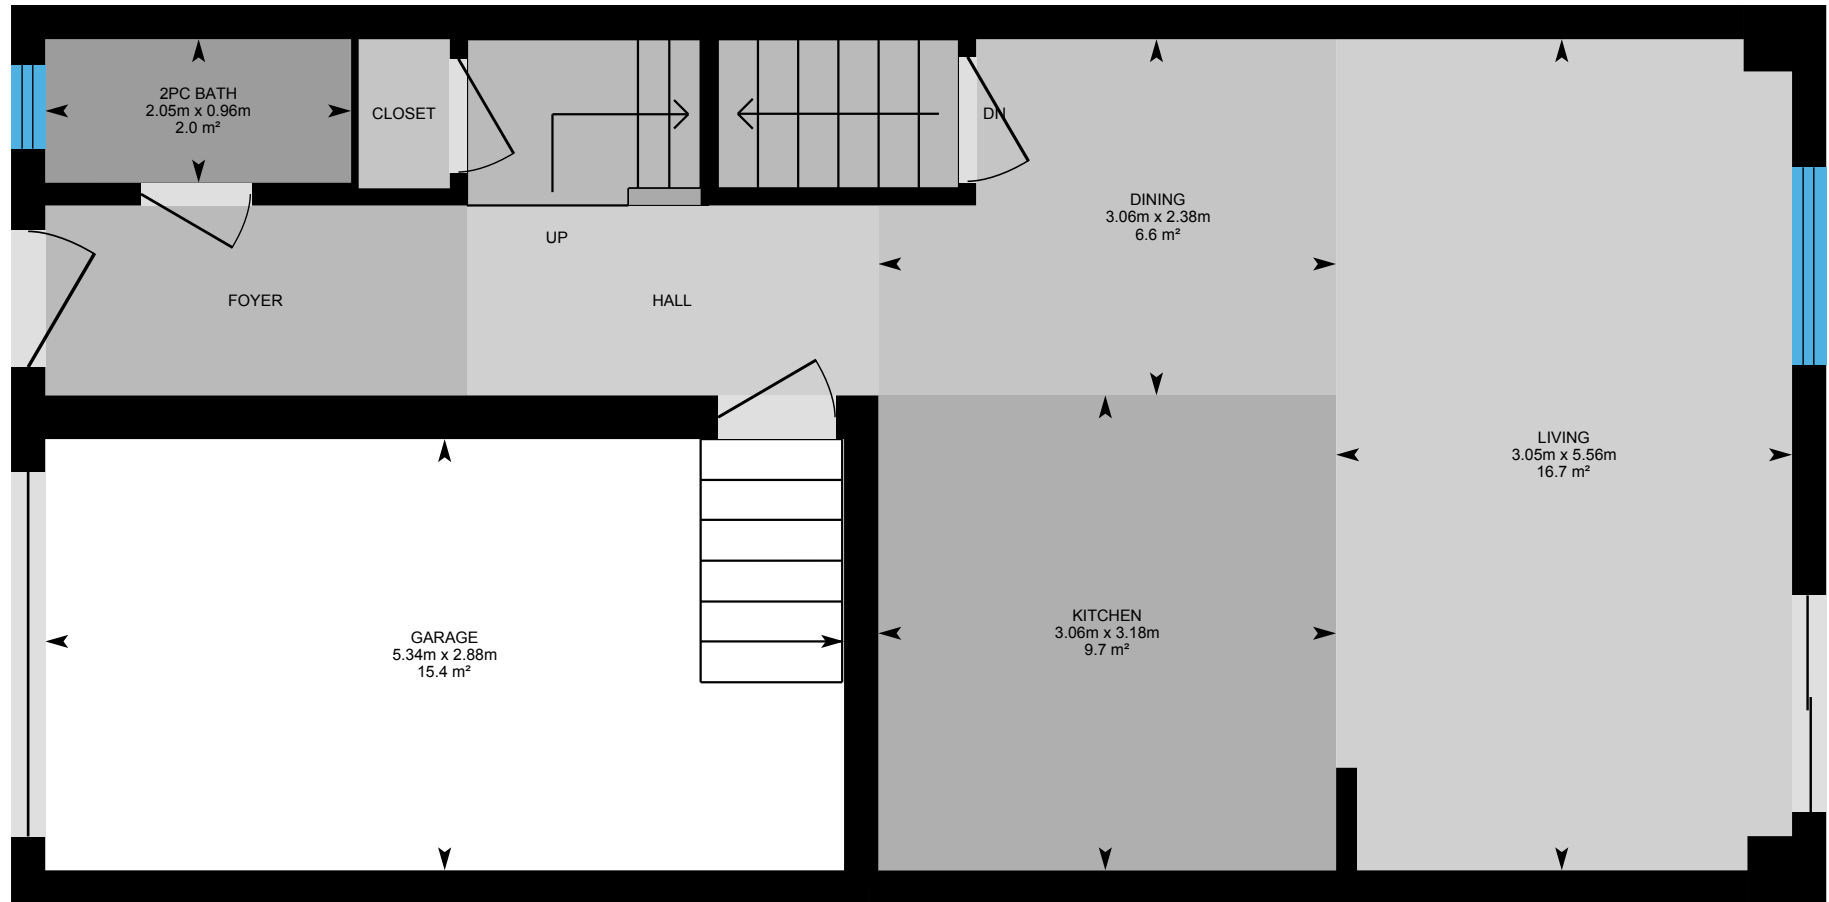 2PC BATH
2.05m x 0.96m
2.0 m²
CLOSET
DN
DINING
3.06m x 2.38m
6.6 m²
UP
FOYER
HALL
LIVING
3.05m x 5.56m
16.7 m²
KITCHEN
3.06m x 3.18m
9.7 m²
GARAGE
5.34m x 2.88m
15.4 m²